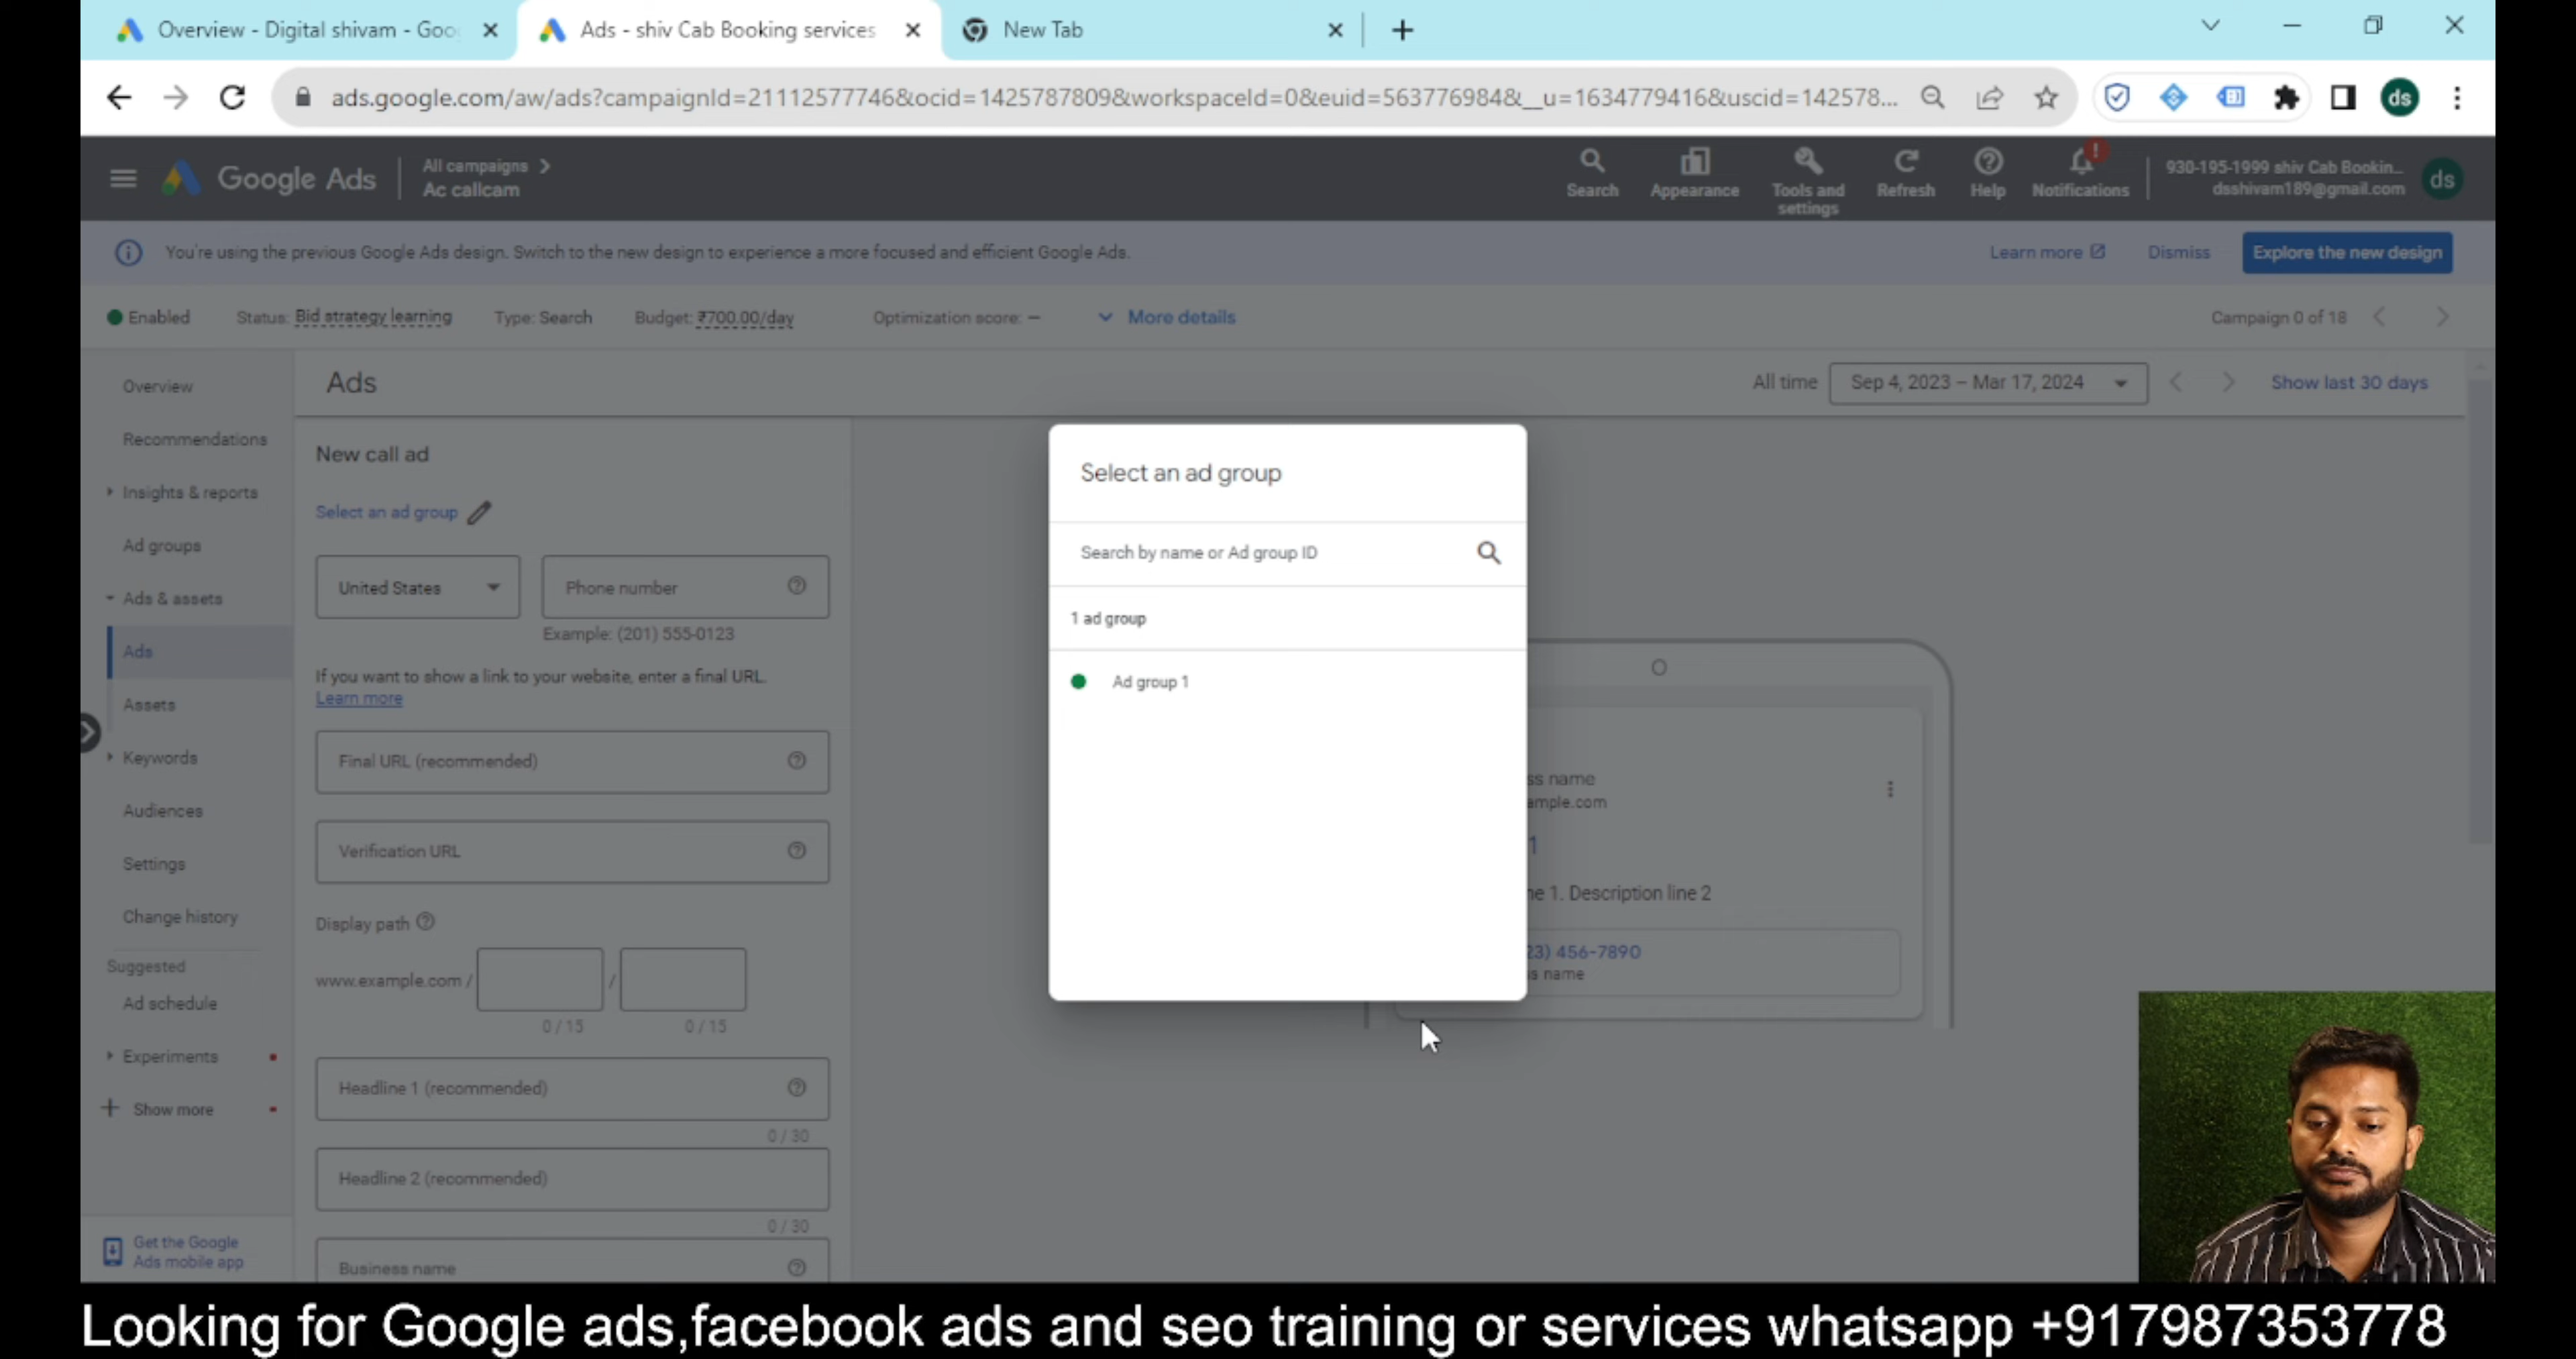 Overview - Digital shivam - Goo
Ads - shiv Cab Booking services
New Tab
ads.google.com/aw/ads?campaignId=21112577746&ocid=1425787809&workspaceId=0&euid=563776984&__u=1634779416&uscid=142578...
ds
Google Ads
All campaigns
Ac callcam
Search
Appearance
Tools and
settings
Refresh
Help
Notifications
930-195-1999 shiv Cab Bookin...
dsshivam189@gmail.com
ds
You're using the previous Google Ads design. Switch to the new design to experience a more focused and efficient Google Ads.
Learn more
Dismiss
Explore the new design
Enabled
Status: Bid strategy learning
Type: Search
Budget: ₹700.00/day
Optimization score: –
More details
Campaign 0 of 18
Overview
Recommendations
Insights & reports
Ad groups
Ads & assets
Ads
Assets
Keywords
Audiences
Settings
Change history
Suggested
Ad schedule
Experiments
Show more
Get the Google
Ads mobile app
Ads
All time
Sep 4, 2023 – Mar 17, 2024
Show last 30 days
New call ad
Select an ad group
United States
Phone number
Example: (201) 555-0123
If you want to show a link to your website, enter a final URL.
Learn more
Final URL (recommended)
Verification URL
Display path
www.example.com /
/
0 / 15
0 / 15
Headline 1 (recommended)
0 / 30
Headline 2 (recommended)
0 / 30
Business name
Select an ad group
Search by name or Ad group ID
1 ad group
Ad group 1
ss name
ample.com
1
ne 1. Description line 2
23) 456-7890
s name
Looking for Google ads,facebook ads and seo training or services whatsapp +917987353778